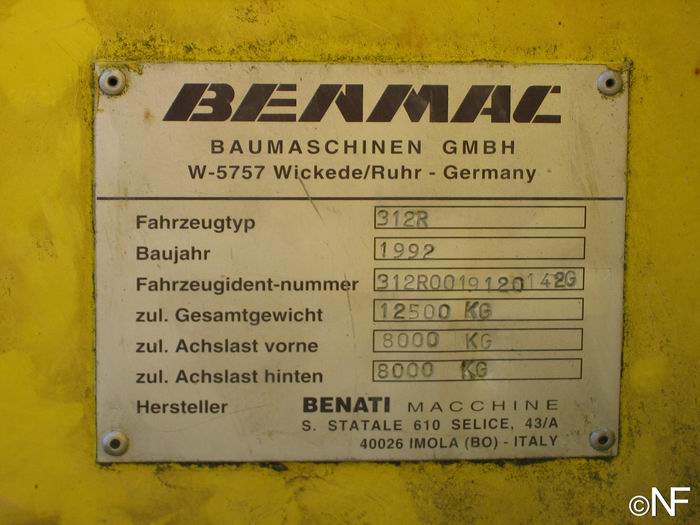 BENMAC
BAUMASCHINEN GMBH
W-5757 Wickede/Ruhr - Germany
Fahrzeugtyp 312R
Baujahr 1992
Fahrzeugident-nummer 312R0019120142G
zul. Gesamtgewicht 12500 KG
zul. Achslast vorne 8000 KG
zul. Achslast hinten 8000 KG
Hersteller BENATI MACCHINE
S. STATALE 610 SELICE, 43/A
40026 IMOLA (BO) - ITALY
©NF